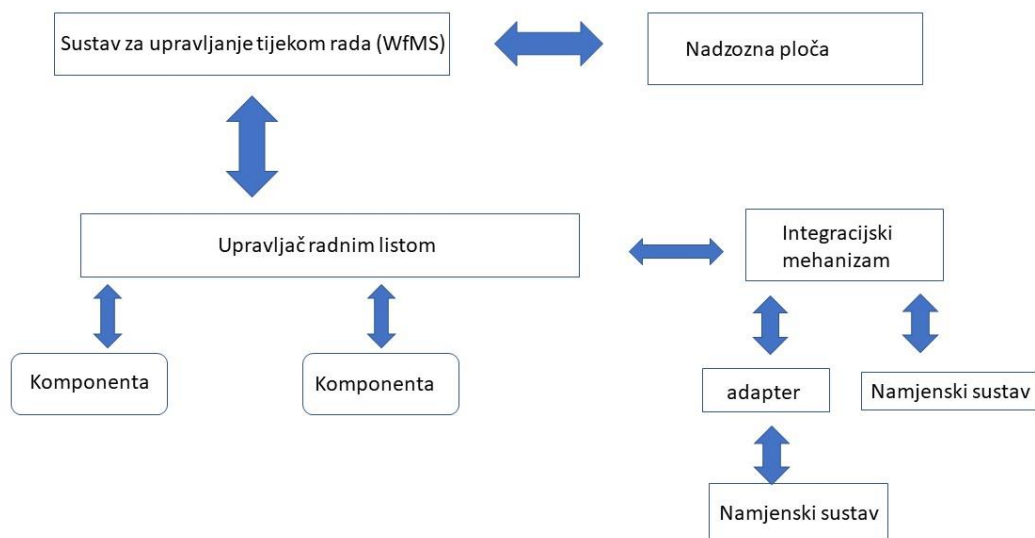 Sustav za upravljanje tijekom rada (WfMS)
Nadzozna ploča
Upravljač radnim listom
Integracijski
mehanizam
Komponenta
Komponenta
adapter
Namjenski sustav
Namjenski sustav